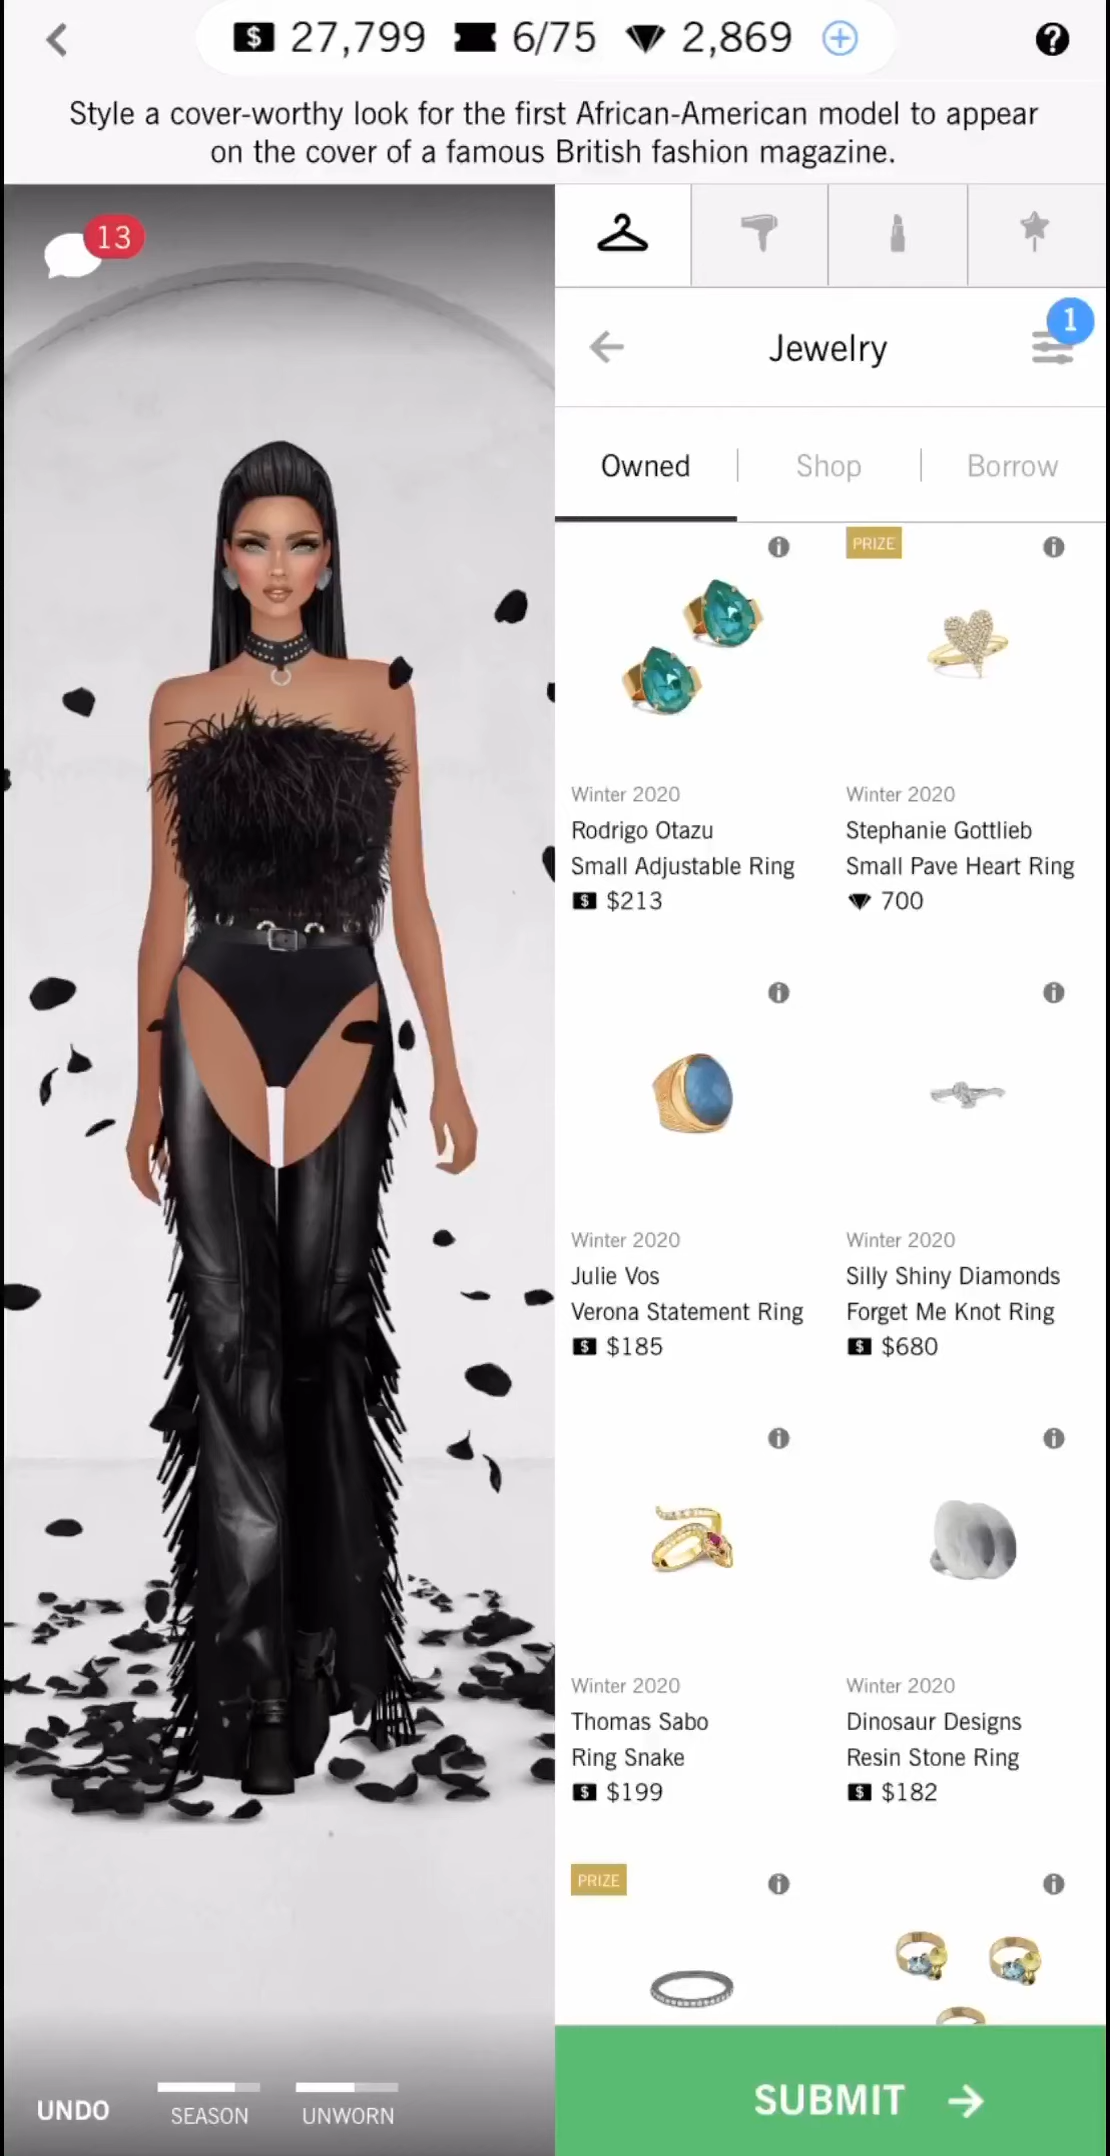 $ 27,799 6/75 2,869
Style a cover-worthy look for the first African-American model to appear
on the cover of a famous British fashion magazine.
13
1
Jewelry
Owned Shop Borrow
PRIZE
Winter 2020
Rodrigo Otazu
Small Adjustable Ring
$ $213
Winter 2020
Stephanie Gottlieb
Small Pave Heart Ring
700
Winter 2020
Julie Vos
Verona Statement Ring
$ $185
Winter 2020
Silly Shiny Diamonds
Forget Me Knot Ring
$ $680
Winter 2020
Thomas Sabo
Ring Snake
$ $199
Winter 2020
Dinosaur Designs
Resin Stone Ring
$ $182
PRIZE
UNDO
SEASON
UNWORN
SUBMIT